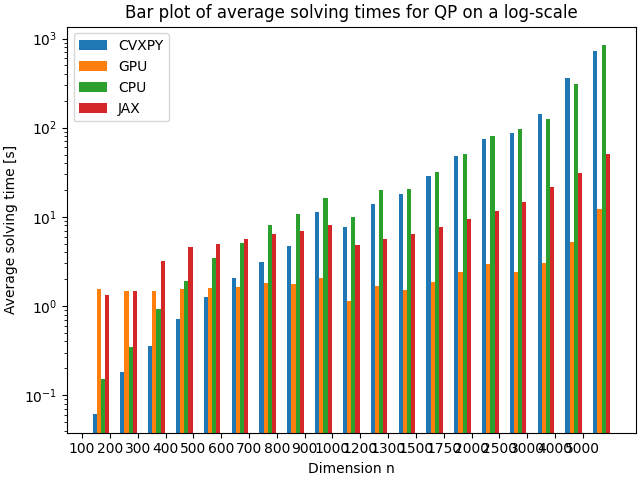 Bar plot of average solving times for QP on a log-scale
CVXPY
GPU
CPU
JAX
10³
10²
10¹
10⁰
10⁻¹
Average solving time [s]
100 200 300 400 500 600 700 800 900 1000 1200 1300 1500 1750 2000 2500 3000 4000 5000
Dimension n